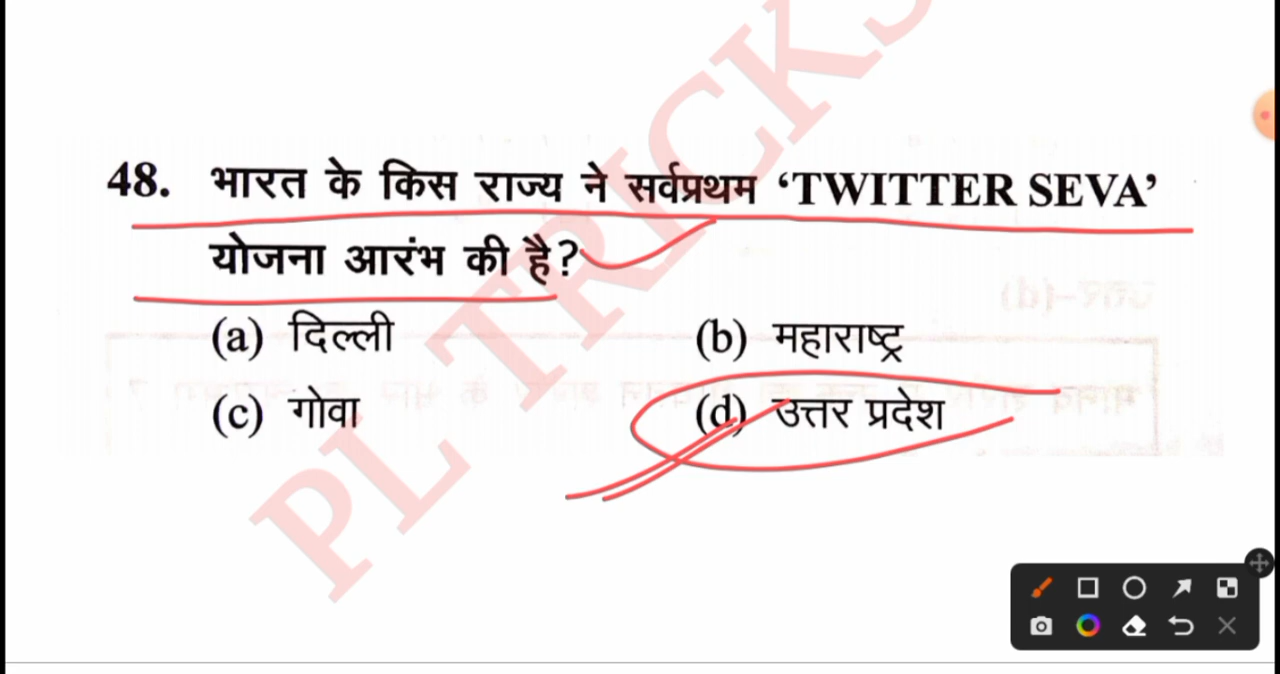 48. भारत के किस राज्य ने सर्वप्रथम ‘TWITTER SEVA’
योजना आरंभ की है?
(a) दिल्ली (b) महाराष्ट्र
(c) गोवा (d) उत्तर प्रदेश
PL TRICKS